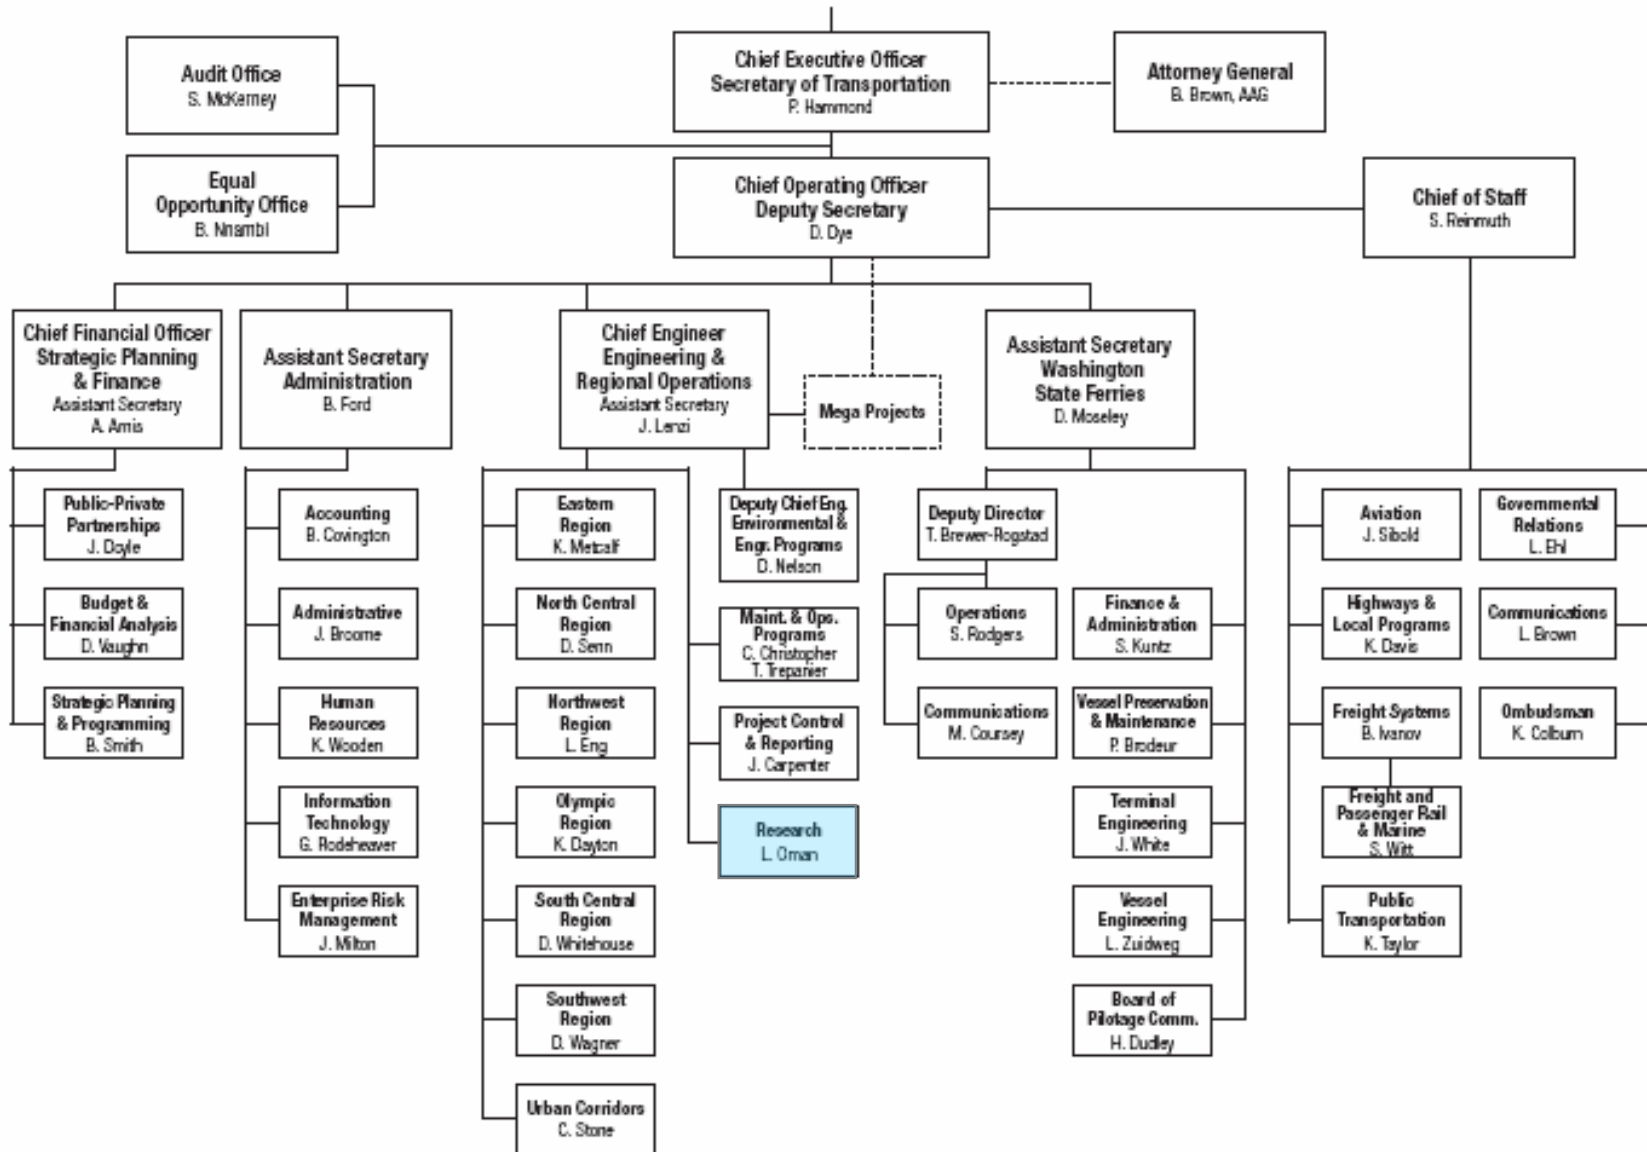 Audit Office
S. McKerney
Chief Executive Officer
Secretary of Transportation
P. Hammond
Attorney General
B. Brown, AAG
Equal
Opportunity Office
B. Nnambi
Chief Operating Officer
Deputy Secretary
D. Dye
Chief of Staff
S. Reinmuth
Chief Financial Officer
Strategic Planning
& Finance
Assistant Secretary
A. Amis
Assistant Secretary
Administration
B. Ford
Chief Engineer
Engineering &
Regional Operations
Assistant Secretary
J. Lenzi
Mega Projects
Assistant Secretary
Washington
State Ferries
D. Moseley
Public-Private
Partnerships
J. Doyle
Budget &
Financial Analysis
D. Vaughn
Strategic Planning
& Programming
B. Smith
Accounting
B. Covington
Administrative
J. Broome
Human
Resources
K. Wooden
Information
Technology
G. Rodeheaver
Enterprise Risk
Management
J. Milton
Eastern
Region
K. Metcalf
North Central
Region
D. Senn
Northwest
Region
L. Eng
Olympic
Region
K. Dayton
South Central
Region
D. Whitehouse
Southwest
Region
D. Wagner
Urban Corridors
C. Stone
Deputy Chief Eng.
Environmental &
Engr. Programs
D. Nelson
Maint. & Ops.
Programs
C. Christopher
T. Trepanier
Project Control
& Reporting
J. Carpenter
Research
L. Oman
Deputy Director
T. Brewer-Rogstad
Operations
S. Rodgers
Communications
M. Coursey
Finance &
Administration
S. Kuntz
Vessel Preservation
& Maintenance
P. Brodeur
Terminal
Engineering
J. White
Vessel
Engineering
L. Zuidweg
Board of
Pilotage Comm.
H. Dudley
Aviation
J. Sibold
Highways &
Local Programs
K. Davis
Freight Systems
B. Ivanov
Freight and
Passenger Rail
& Marine
S. Witt
Public
Transportation
K. Taylor
Governmental
Relations
L. Ehl
Communications
L. Brown
Ombudsman
K. Colburn